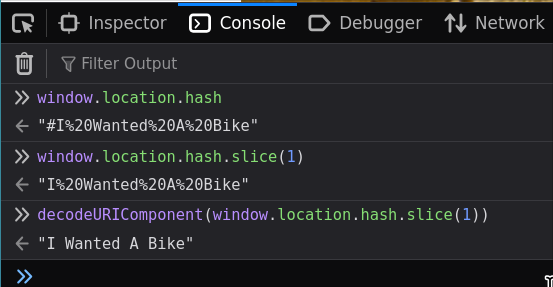 Inspector Console Debugger Network
Filter Output
window.location.hash
"#I%20Wanted%20A%20Bike"
window.location.hash.slice(1)
"I%20Wanted%20A%20Bike"
decodeURIComponent(window.location.hash.slice(1))
"I Wanted A Bike"